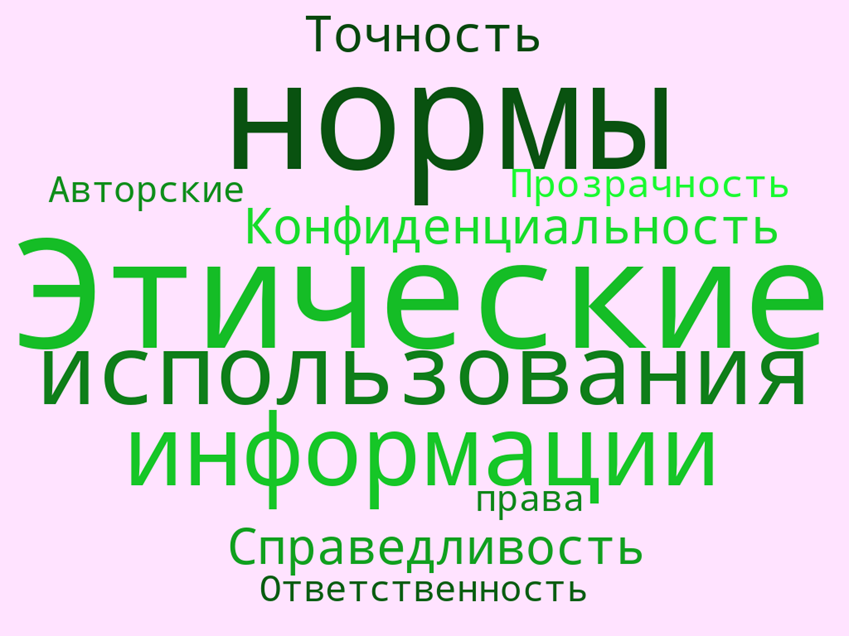 Точность
нормы
Авторские
Прозрачность
Конфиденциальность
Этические
использования
информации
права
Справедливость
Ответственность